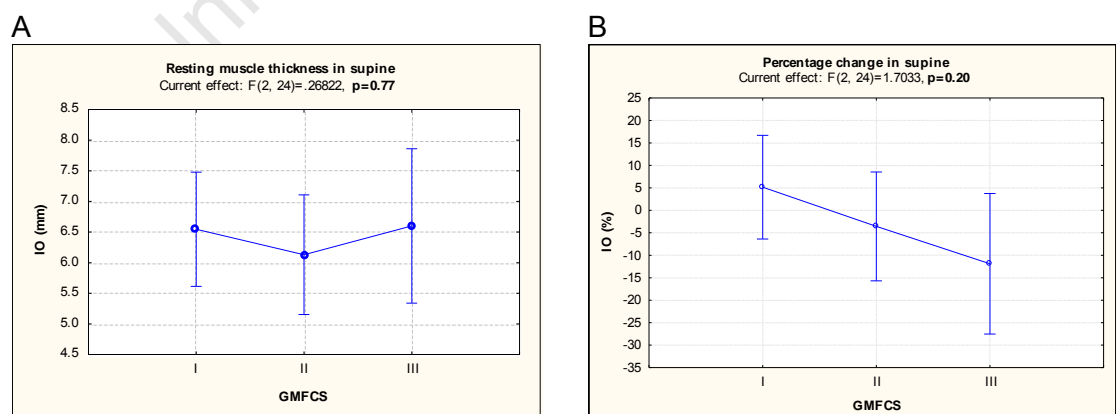 A
Resting muscle thickness in supine
Current effect: F(2, 24)=.26822, p=0.77
8.5
8.0
7.5
7.0
6.5
6.0
5.5
5.0
4.5
IO (mm)
I II III
GMFCS
B
Percentage change in supine
Current effect: F(2, 24)=1.7033, p=0.20
25
20
15
10
5
0
-5
-10
-15
-20
-25
-30
-35
IO (%)
I II III
GMFCS